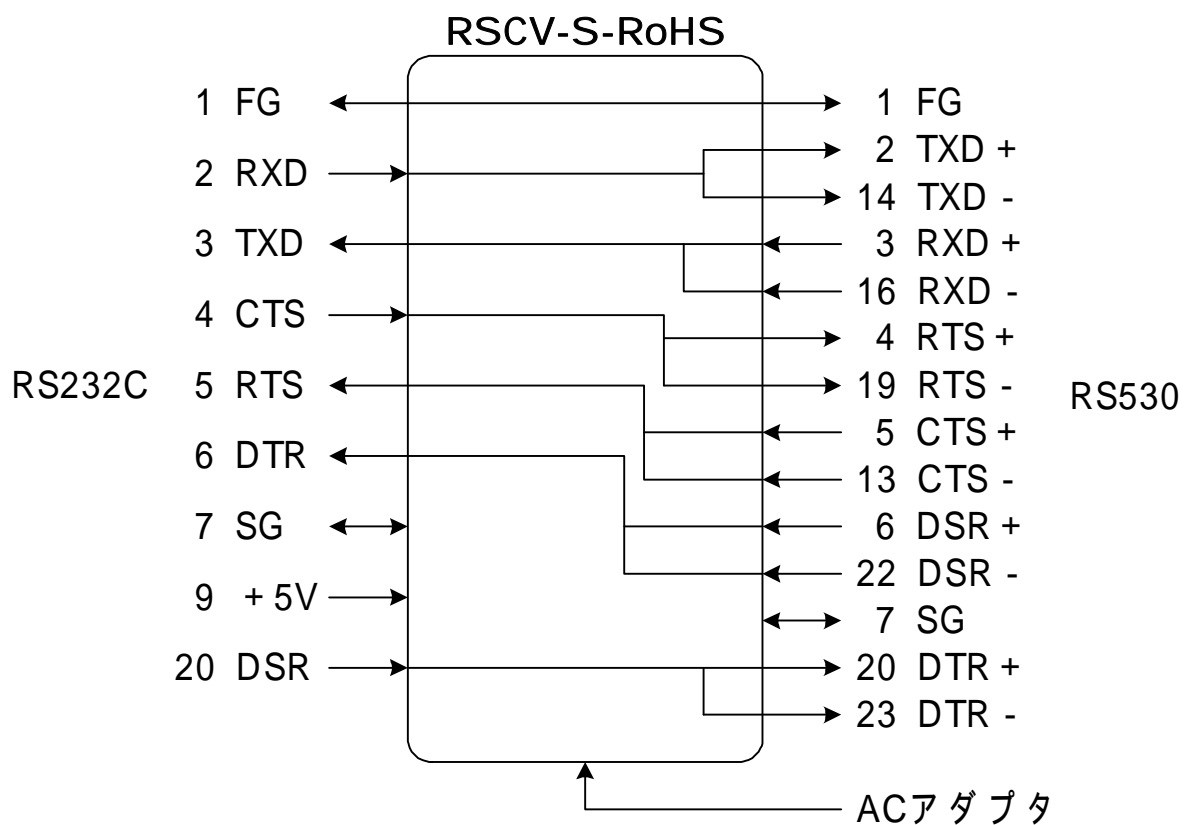 RSCV-S-RoHS
RS232C
1 FG
2 RXD
3 TXD
4 CTS
5 RTS
6 DTR
7 SG
9 +5V
20 DSR
1 FG
2 TXD +
14 TXD -
3 RXD +
16 RXD -
4 RTS +
19 RTS -
5 CTS +
13 CTS -
6 DSR +
22 DSR -
7 SG
20 DTR +
23 DTR -
RS530
ACアダプタ